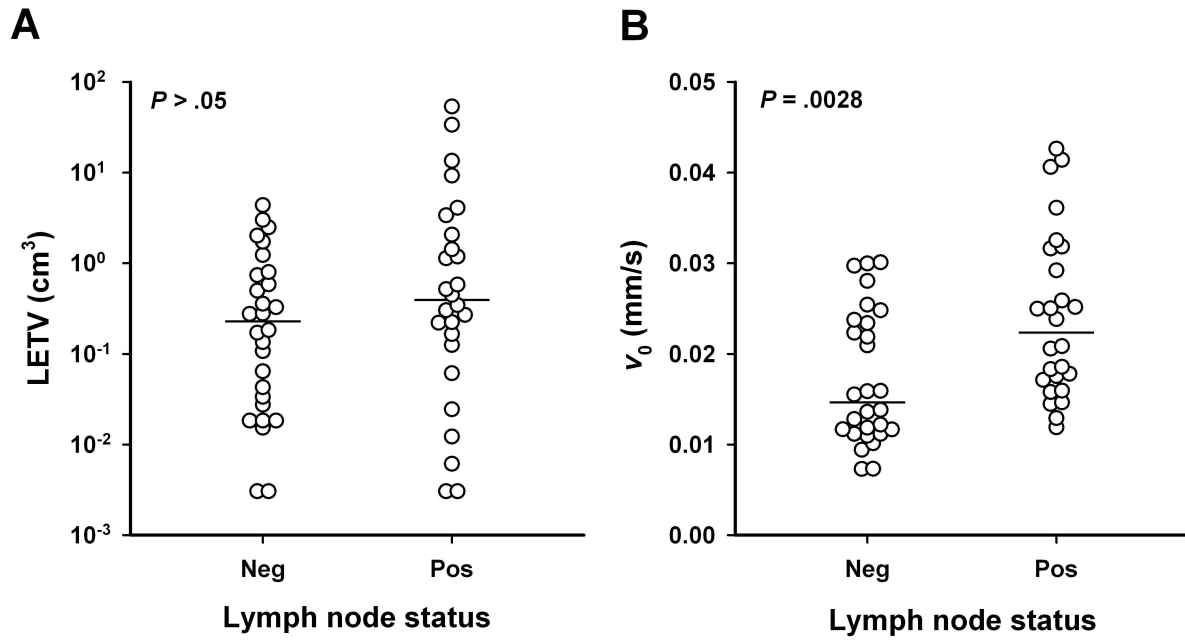 A
P > .05
10²
10¹
10⁰
10⁻¹
10⁻²
10⁻³
LETV (cm³)
Neg
Pos
Lymph node status
B
P = .0028
0.05
0.04
0.03
0.02
0.01
0.00
v₀ (mm/s)
Neg
Pos
Lymph node status